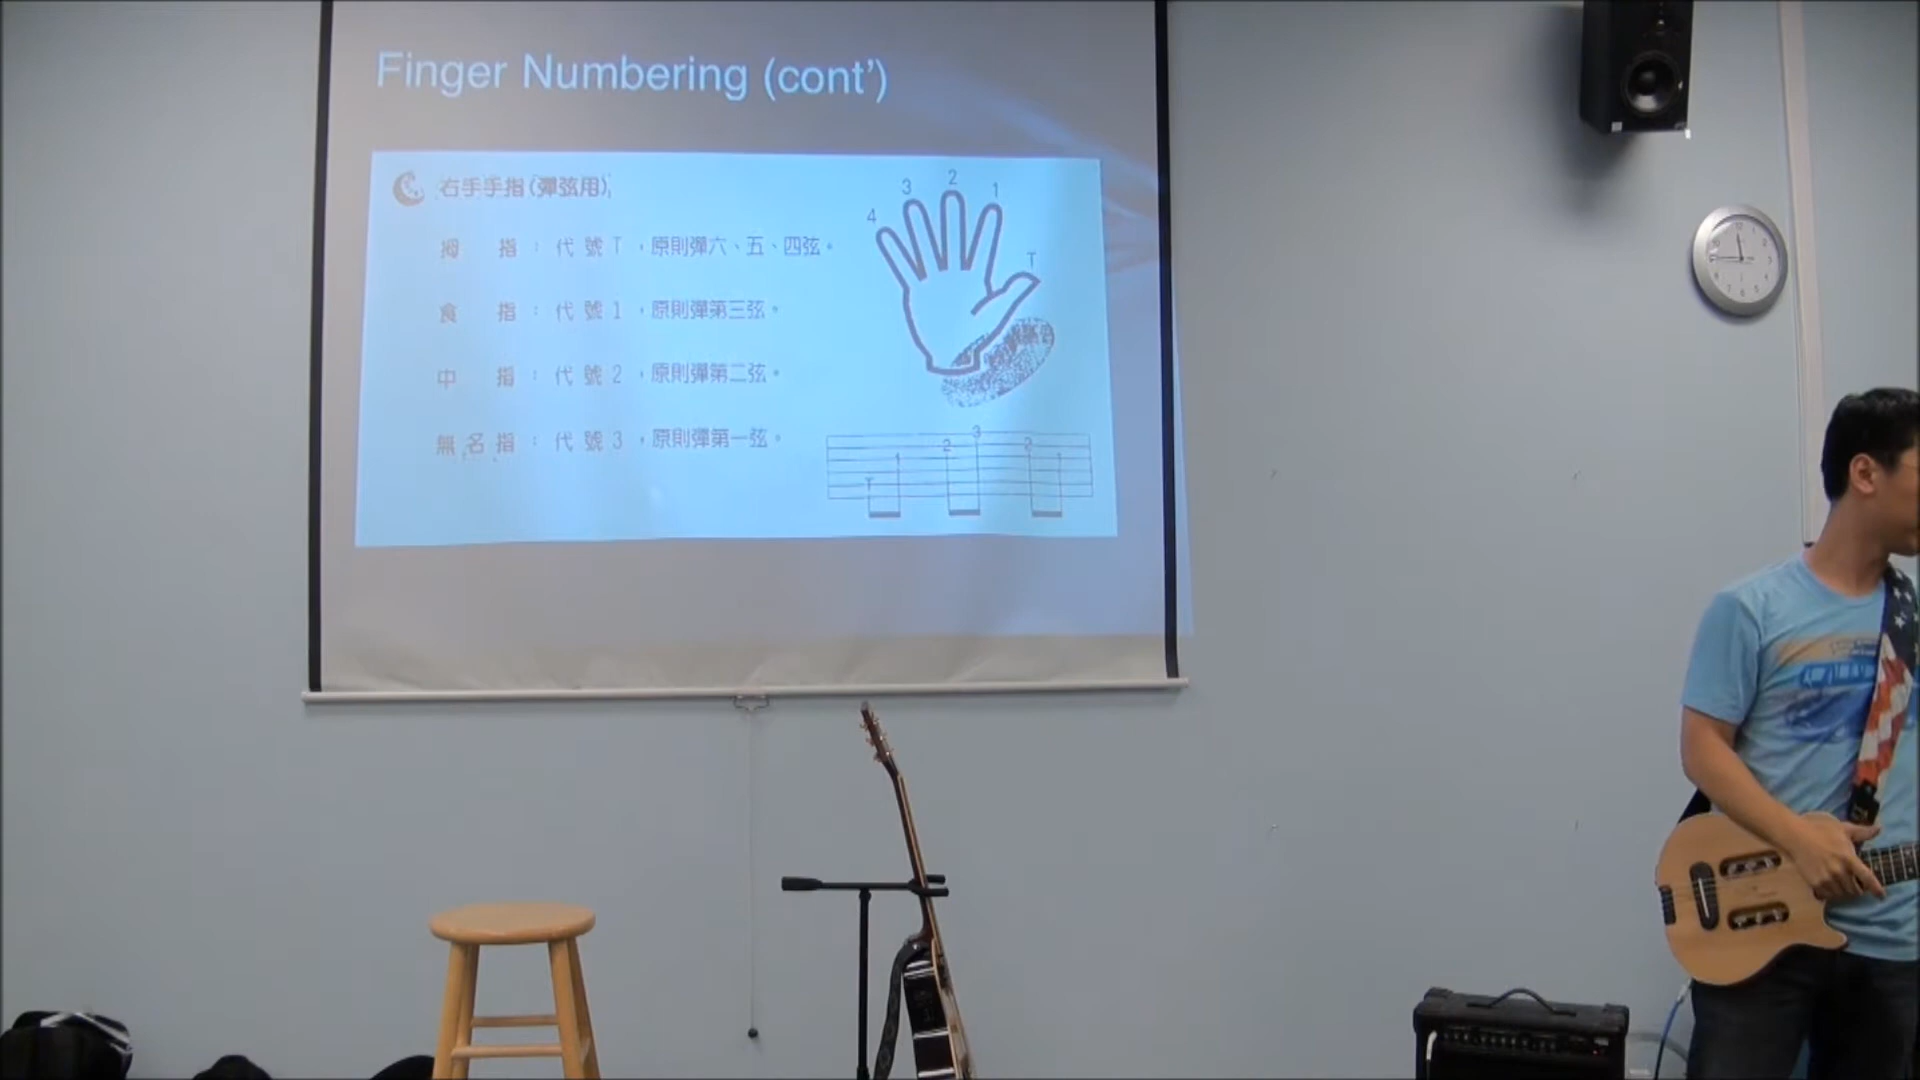 Finger Numbering (cont')
右手手指(彈弦用)
拇指：代號T，原則彈六、五、四弦。
食指：代號1，原則彈第三弦。
中指：代號2，原則彈第二弦。
無名指：代號3，原則彈第一弦。
4 3 2 1 T
T 1 2 3 2 1